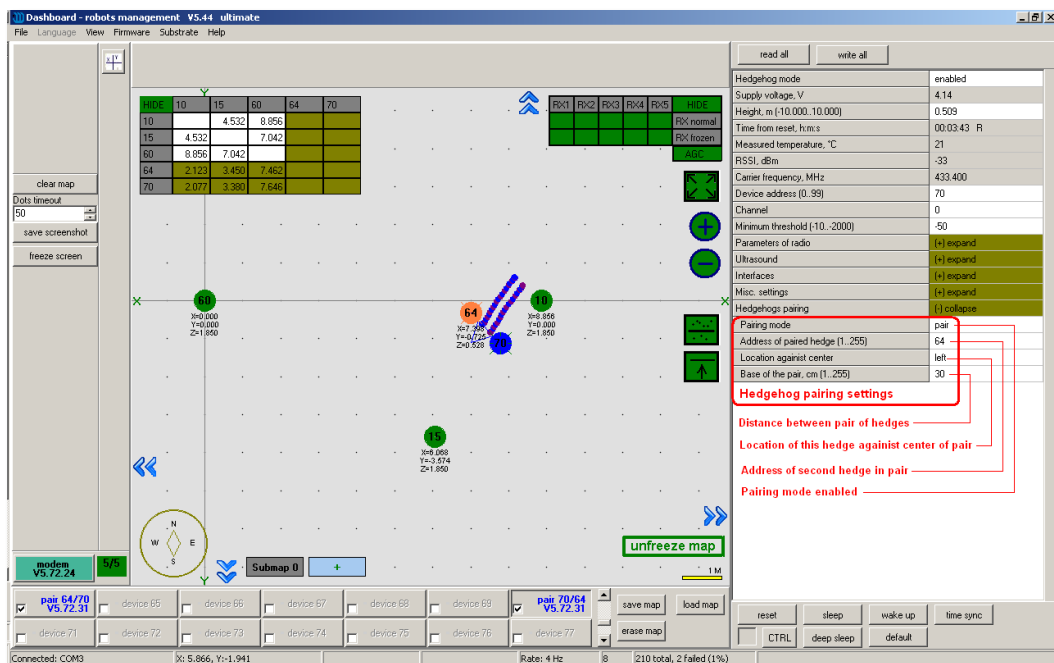 Dashboard - robots management V5.44 ultimate
File Language View Firmware Substrate Help
read all write all
HIDE 10 15 60 64 70
10 4.532 8.856
15 4.532 7.042
60 8.856 7.042
64 2.123 3.450 7.462
70 2.077 3.380 7.646
RX1 RX2 RX3 RX4 RX5 HIDE
RX normal
RX frozen
AGC
clear map
Dots timeout
50
save screenshot
freeze screen
60
X=0.000
Y=0.000
Z=1.850
64
X=7.398
Y=-0.725
Z=0.528
70
10
X=8.856
Y=0.000
Z=1.850
15
X=6.068
Y=-3.574
Z=1.850
N
W E
S
Submap 0 +
unfreeze map
1 M
modem
V5.72.24
5/5
Hedgehog mode enabled
Supply voltage, V 4.14
Height, m (-10.000..10.000) 0.509
Time from reset, h:m:s 00:03:43 R
Measured temperature, °C 21
RSSI, dBm -33
Carrier frequency, MHz 433.400
Device address (0..99) 70
Channel 0
Minimum threshold (-10..-2000) -50
Parameters of radio (+) expand
Ultrasound (+) expand
Interfaces (+) expand
Misc. settings (+) expand
Hedgehogs pairing (-) collapse
Pairing mode pair
Address of paired hedge (1..255) 64
Location againist center left
Base of the pair, cm (1..255) 30
Hedgehog pairing settings
Distance between pair of hedges
Location of this hedge againist center of pair
Address of second hedge in pair
Pairing mode enabled
pair 64/70
V5.72.31
device 65 device 66 device 67 device 68 device 69
pair 70/64
V5.72.31
device 71 device 72 device 73 device 74 device 75 device 76 device 77
save map load map
erase map
reset sleep wake up time sync
CTRL deep sleep default
Connected: COM3 X: 5.866, Y:-1.941 Rate: 4 Hz 8 210 total, 2 failed (1%)